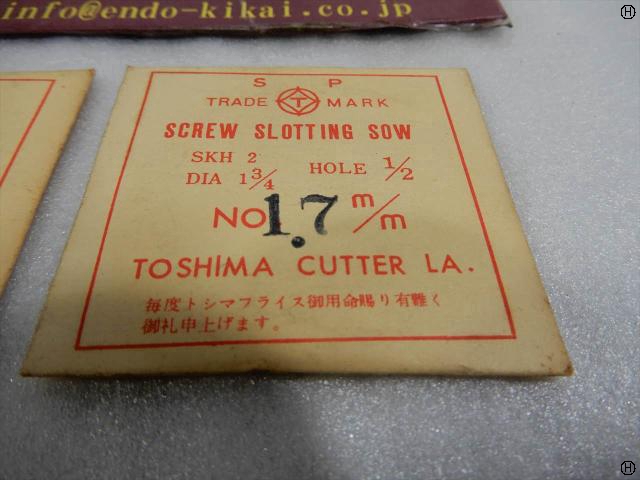 info@endo-kikai.co.jp
S P
TRADE T MARK
SCREW SLOTTING SOW
SKH 2
DIA 1 3/4 HOLE 1/2
NO. 1.7 m/m
TOSHIMA CUTTER LA.
毎度トシマフライス御用命賜り有難く
御礼申上げます。
H
H